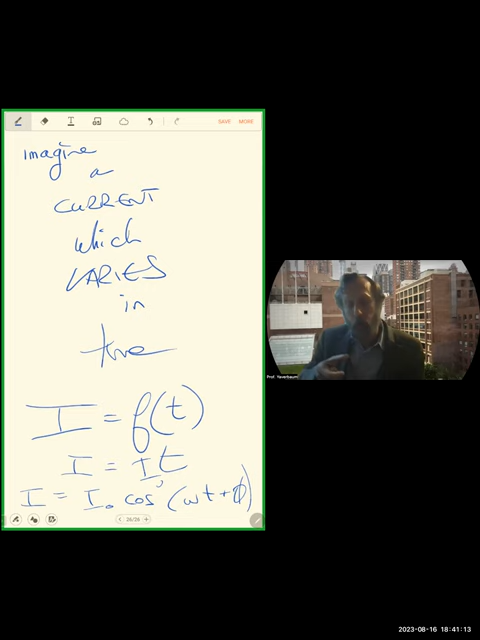 SAVE MORE
imagine
a
CURRENT
which
VARIES
in
time
I = f(t)
I = I₀t
I = I₀ cos (ωt+ϕ)
26/26
Prof. Yaverbaum
2023-08-16 18:41:13